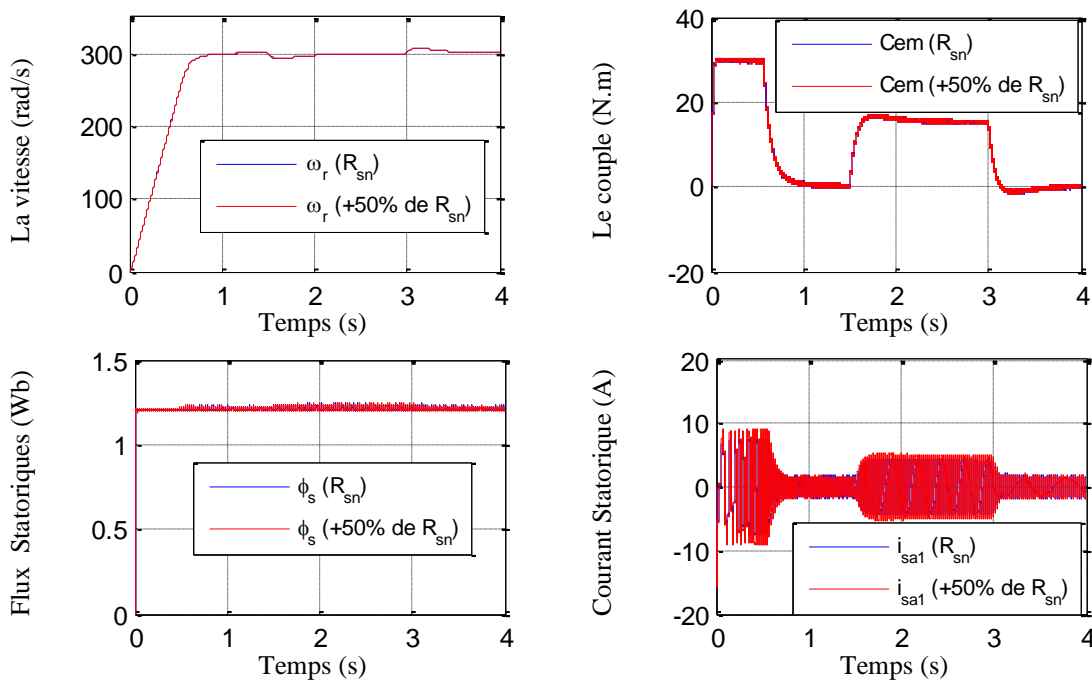 La vitesse (rad/s)
400
300
200
100
0
0 1 2 3 4
Temps (s)
ω_r (R_sn)
ω_r (+50% de R_sn)
Le couple (N.m)
40
20
0
-20
0 1 2 3 4
Temps (s)
Cem (R_sn)
Cem (+50% de R_sn)
Flux Statoriques (Wb)
1.5
1
0.5
0
0 1 2 3 4
Temps (s)
ϕ_s (R_sn)
ϕ_s (+50% de R_sn)
Courant Statorique (A)
20
10
0
-10
-20
0 1 2 3 4
Temps (s)
i_sa1 (R_sn)
i_sa1 (+50% de R_sn)